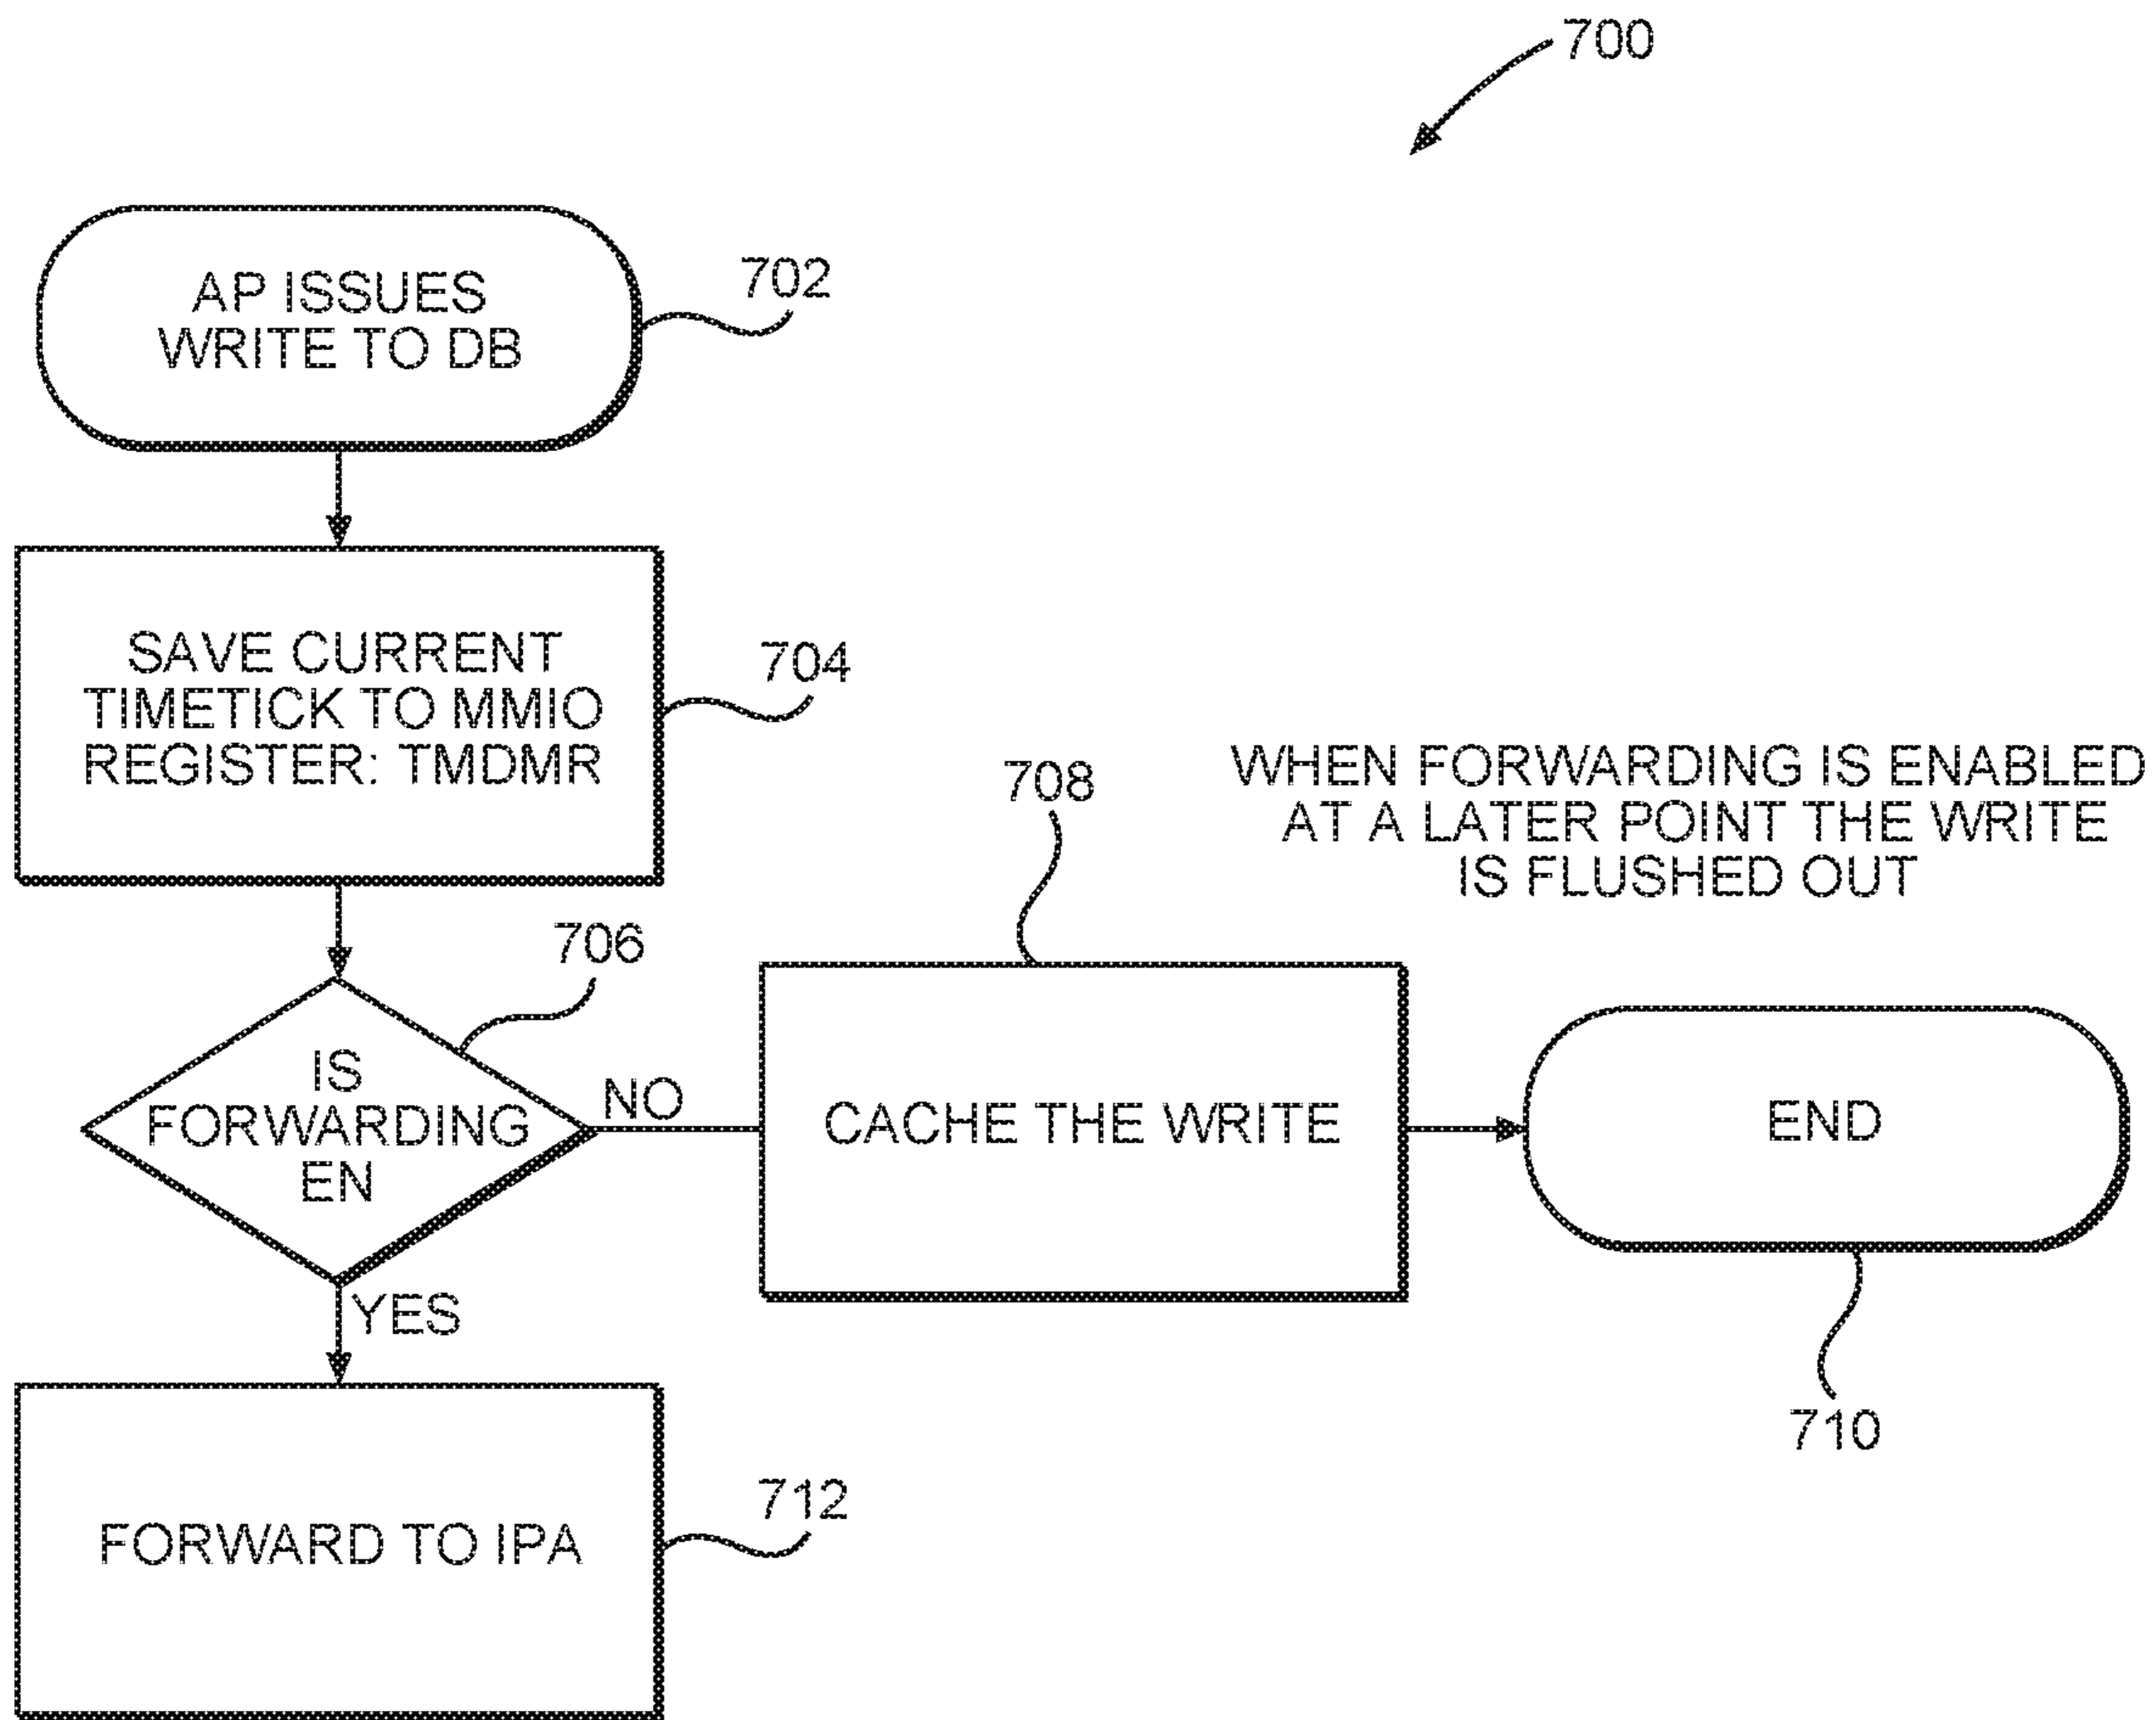 700
AP ISSUES
WRITE TO DB
702
SAVE CURRENT
TIMETICK TO MMIO
REGISTER: TMDMR
704
WHEN FORWARDING IS ENABLED
AT A LATER POINT THE WRITE
IS FLUSHED OUT
708
706
IS
FORWARDING
EN
NO
CACHE THE WRITE
END
YES
710
FORWARD TO IPA
712